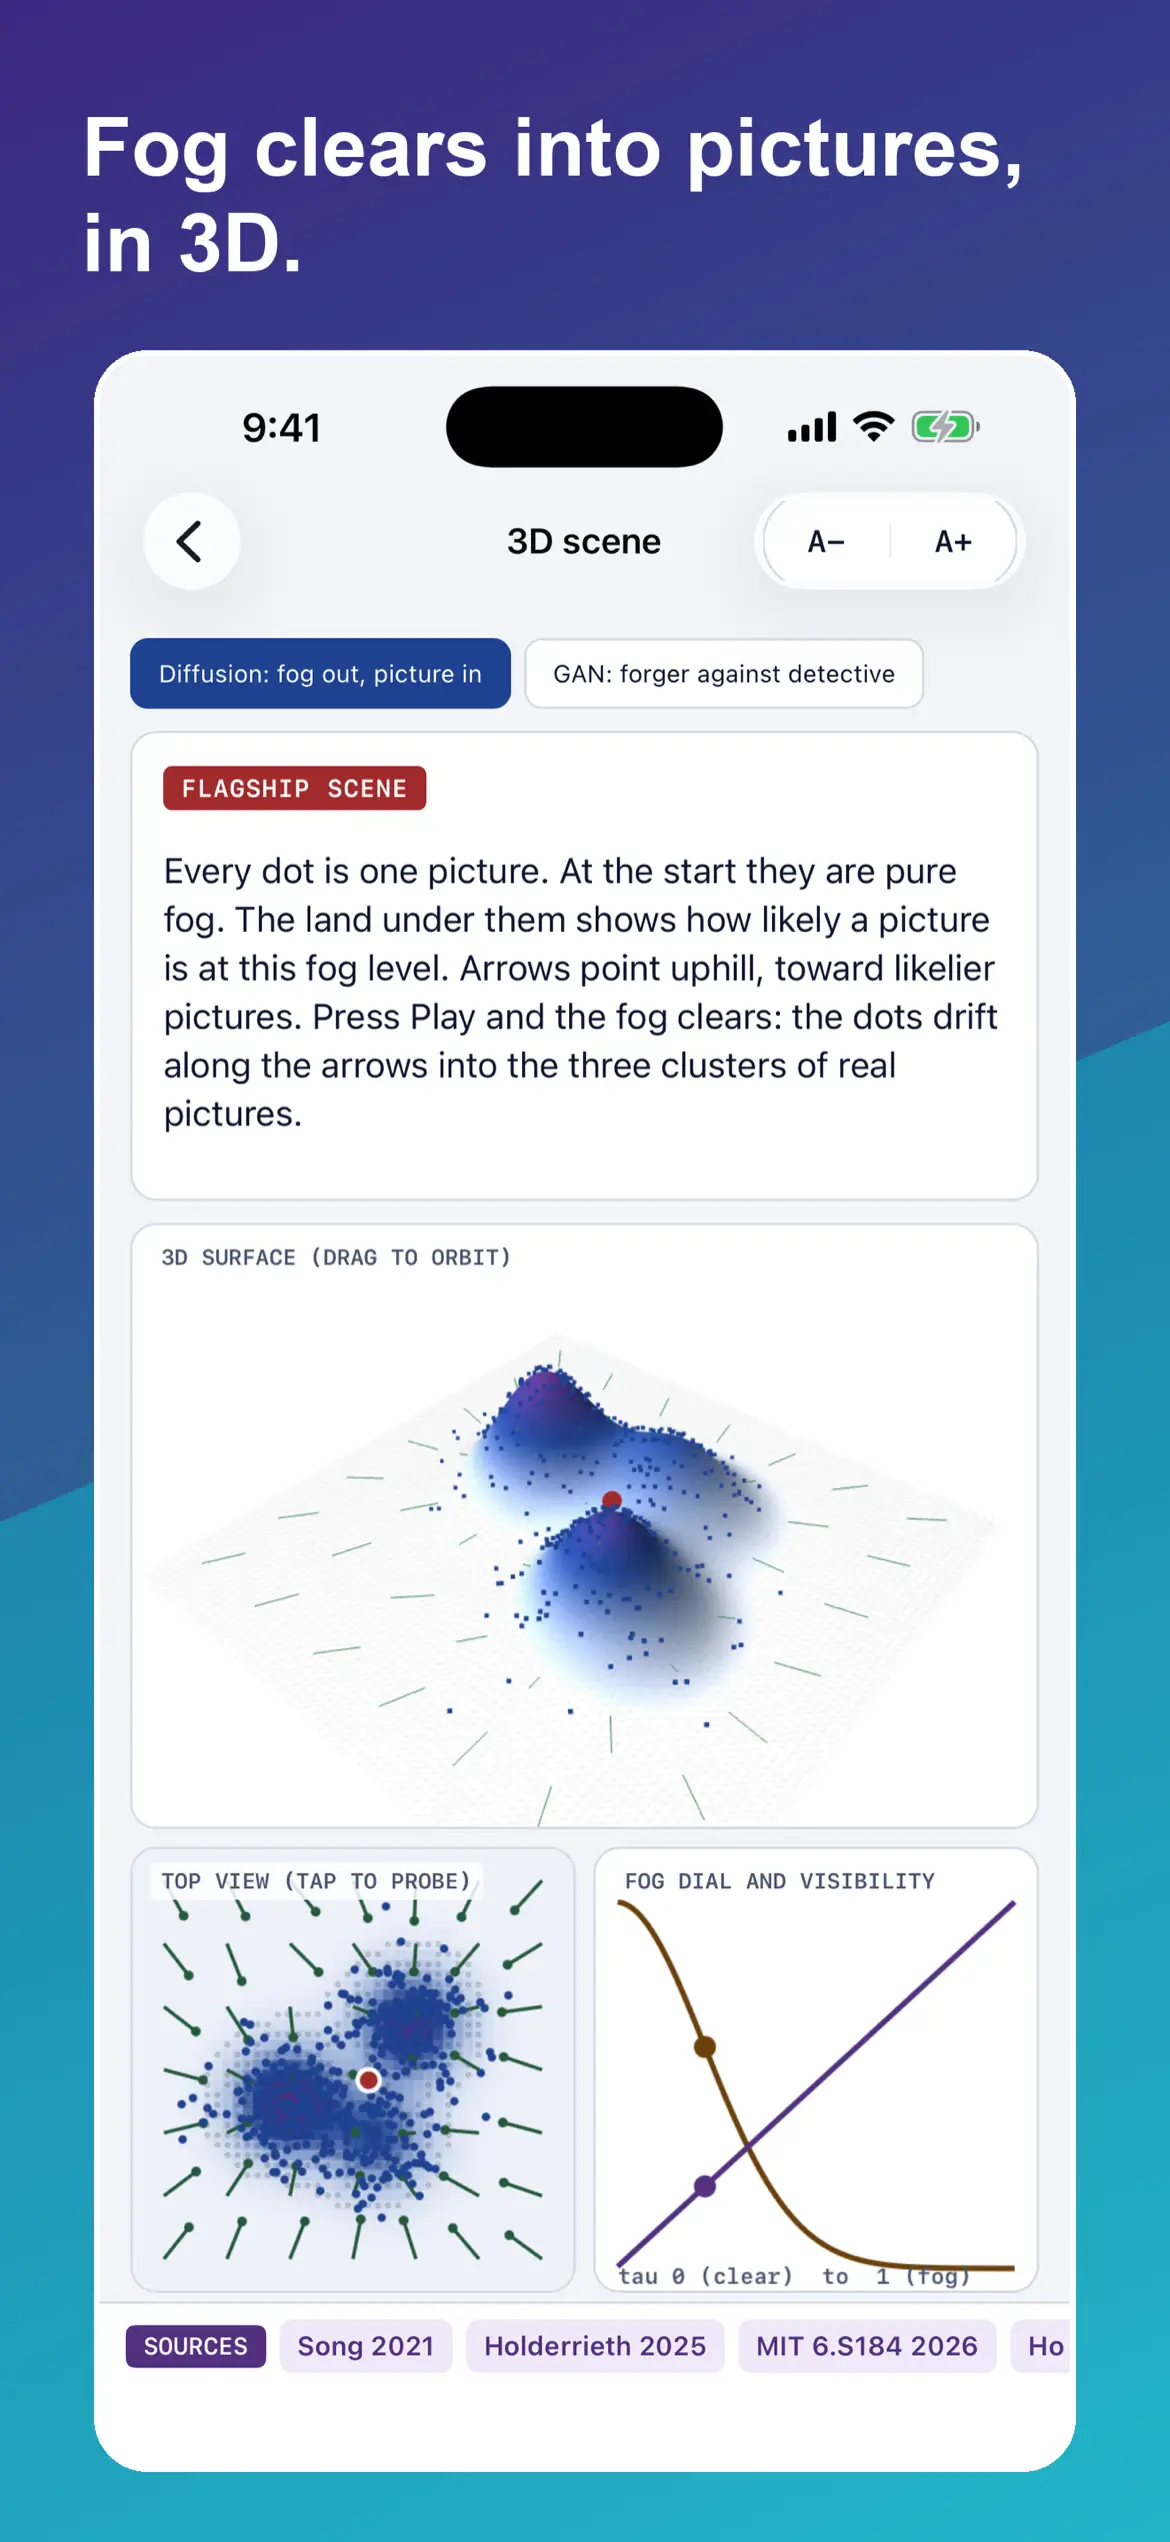 Fog clears into pictures,
in 3D.
9:41
3D scene
A−
A+
Diffusion: fog out, picture in
GAN: forger against detective
FLAGSHIP SCENE
Every dot is one picture. At the start they are pure
fog. The land under them shows how likely a picture
is at this fog level. Arrows point uphill, toward likelier
pictures. Press Play and the fog clears: the dots drift
along the arrows into the three clusters of real
pictures.
3D SURFACE (DRAG TO ORBIT)
TOP VIEW (TAP TO PROBE)
FOG DIAL AND VISIBILITY
tau 0 (clear) to 1 (fog)
SOURCES
Song 2021
Holderrieth 2025
MIT 6.S184 2026
Ho